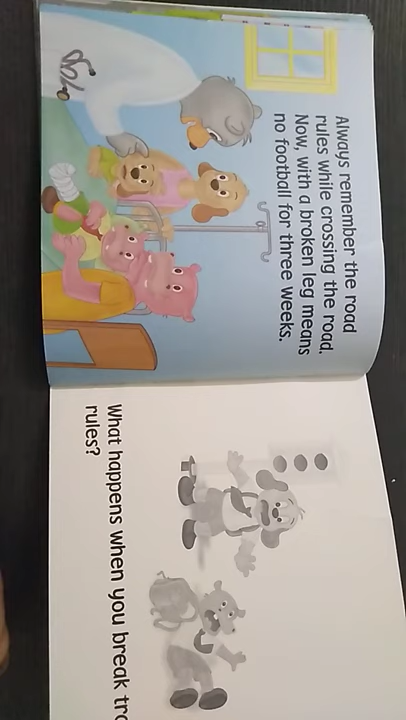 Always remember the road
rules while crossing the road.
Now, with a broken leg means
no football for three weeks.
What happens when you break
rules?